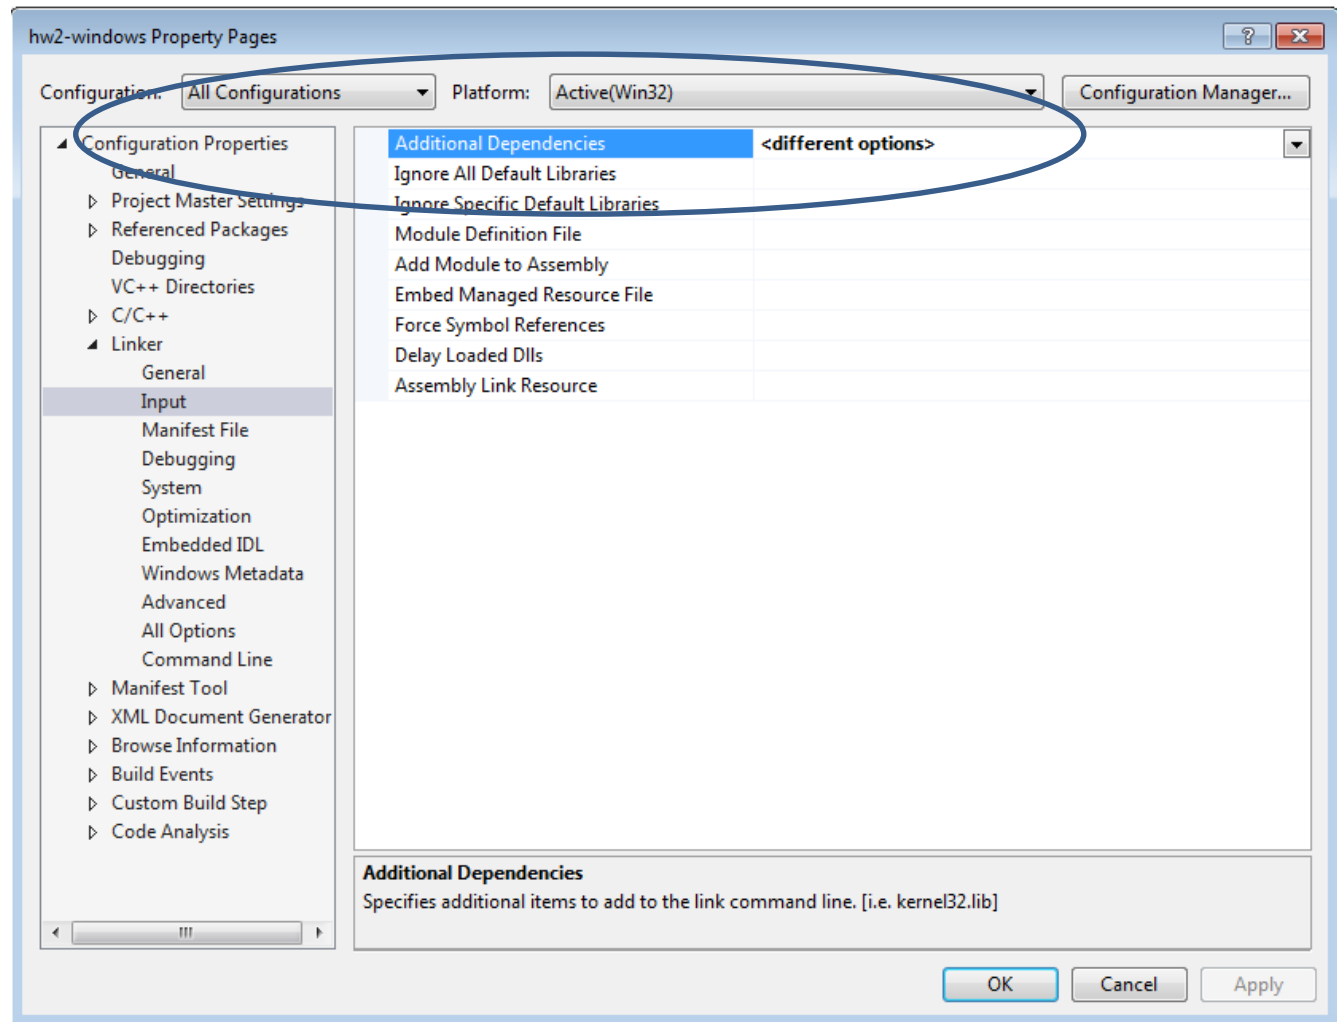 hw2-windows Property Pages
Configuration: All Configurations Platform: Active(Win32) Configuration Manager...
Configuration Properties
General
Project Master Settings
Referenced Packages
Debugging
VC++ Directories
C/C++
Linker
General
Input
Manifest File
Debugging
System
Optimization
Embedded IDL
Windows Metadata
Advanced
All Options
Command Line
Manifest Tool
XML Document Generator
Browse Information
Build Events
Custom Build Step
Code Analysis
Additional Dependencies <different options>
Ignore All Default Libraries
Ignore Specific Default Libraries
Module Definition File
Add Module to Assembly
Embed Managed Resource File
Force Symbol References
Delay Loaded Dlls
Assembly Link Resource
Additional Dependencies
Specifies additional items to add to the link command line. [i.e. kernel32.lib]
OK Cancel Apply